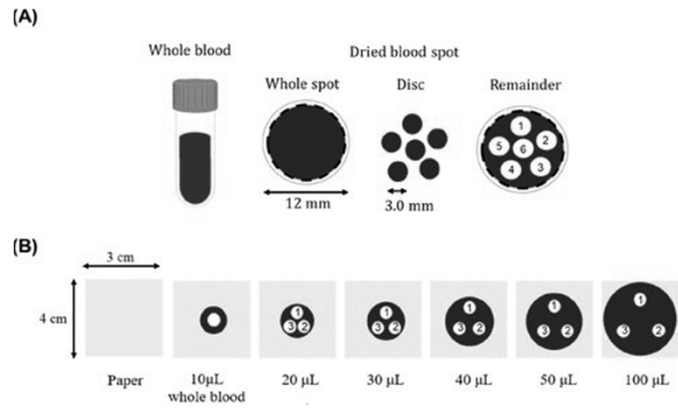 (A)
Whole blood
Dried blood spot
Whole spot
Disc
Remainder
1
2
3
4
5
6
12 mm
3.0 mm
(B)
3 cm
4 cm
1
3 2
1
3 2
1
3 2
1
3 2
1
3 2
Paper
10μL
whole blood
20 μL
30 μL
40 μL
50 μL
100 μL